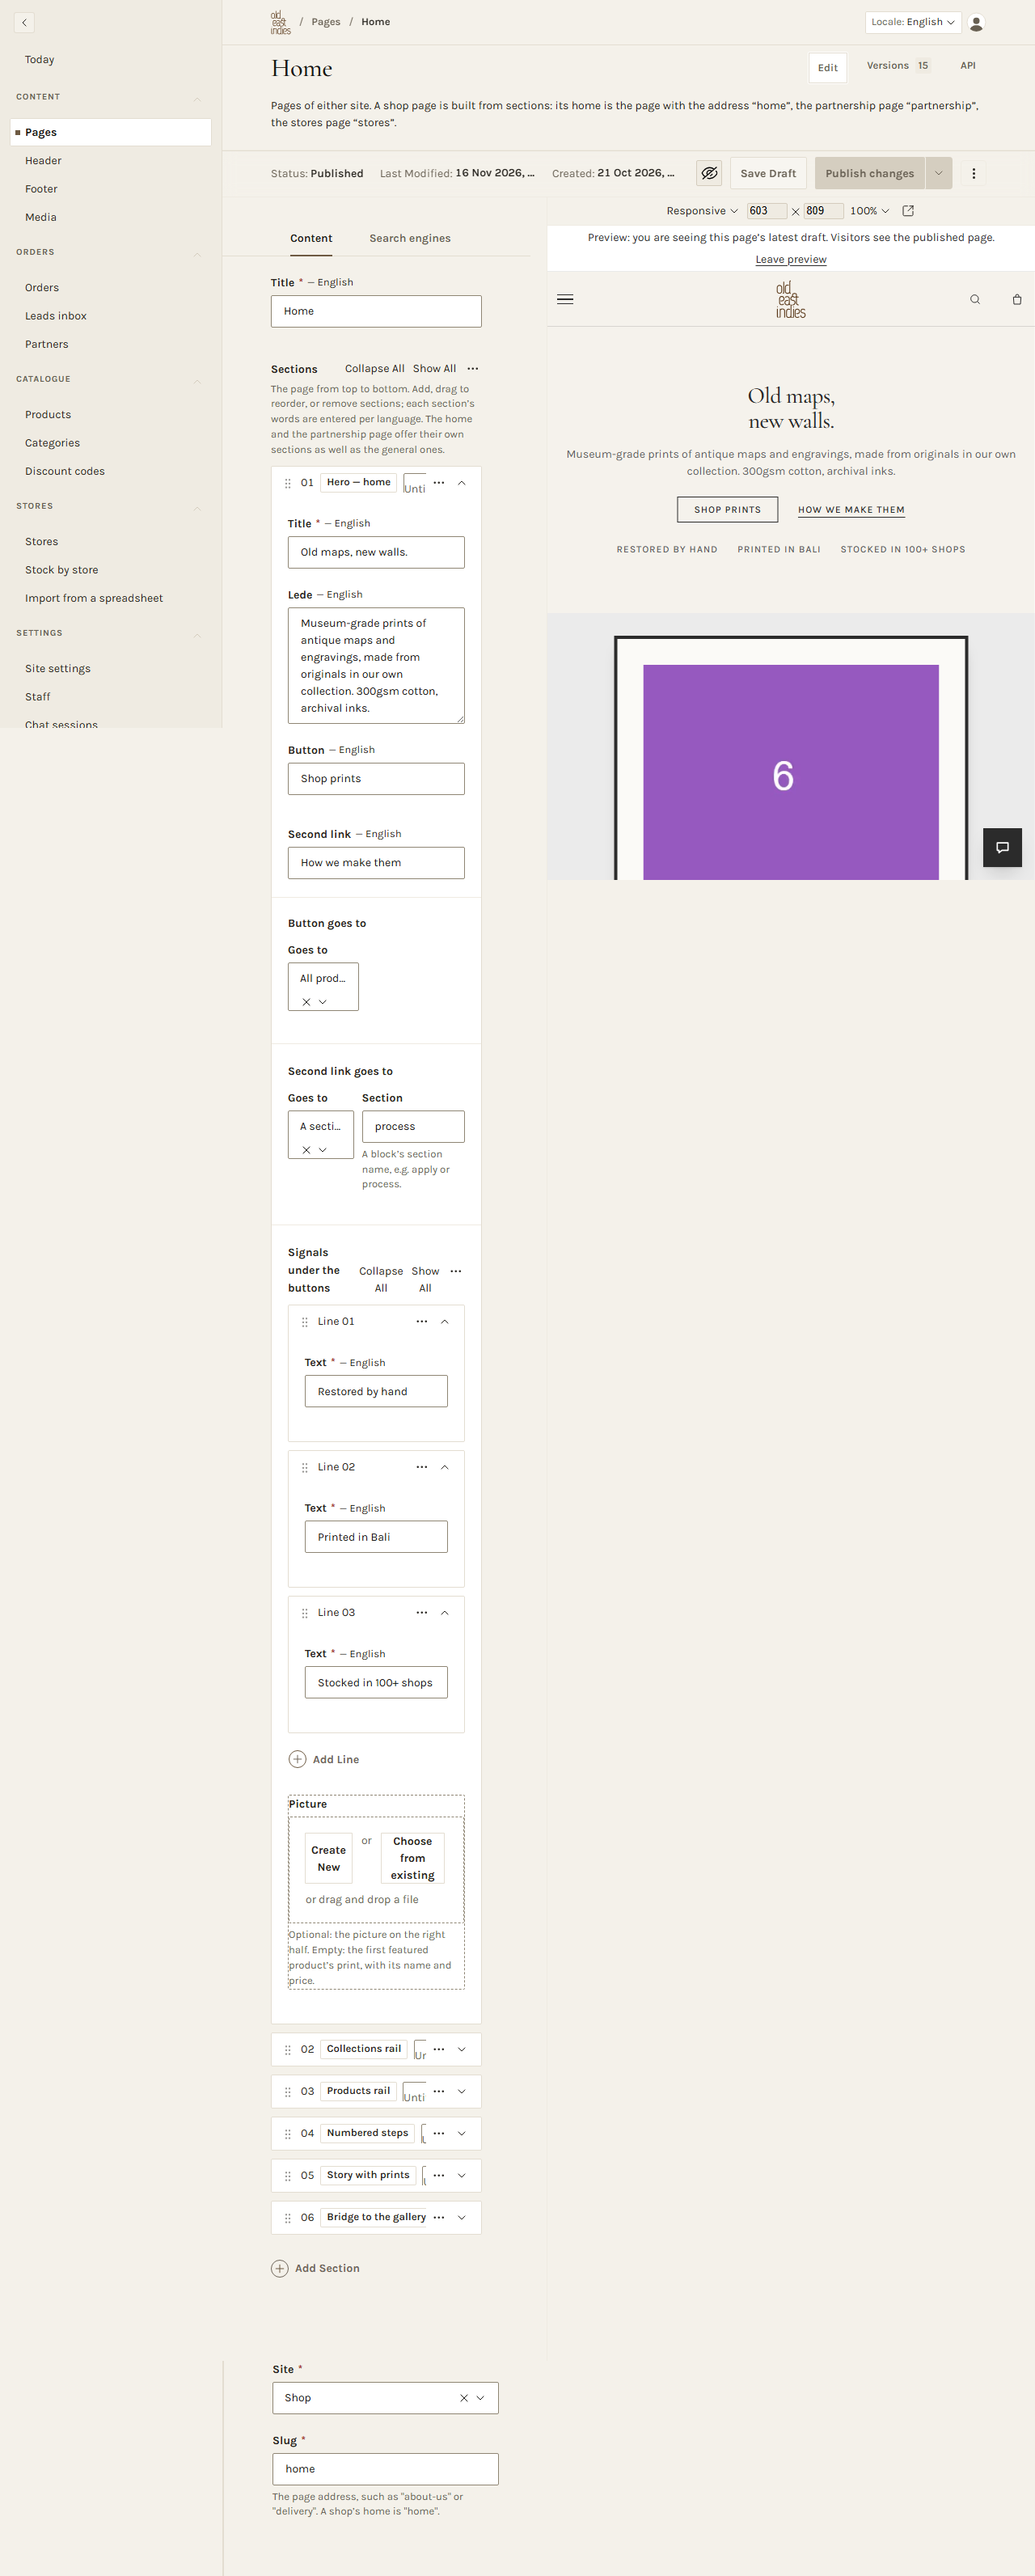 Today
CONTENT
Pages
Header
Footer
Media
ORDERS
Orders
Leads inbox
Partners
CATALOGUE
Products
Categories
Discount codes
STORES
Stores
Stock by store
Import from a spreadsheet
SETTINGS
Site settings
Staff
Chat sessions
old east indies / Pages / Home
Locale: English
Home
Edit
Versions 15
API
Pages of either site. A shop page is built from sections: its home is the page with the address “home”, the partnership page “partnership”,
the stores page “stores”.
Status: Published
Last Modified: 16 Nov 2026, ...
Created: 21 Oct 2026, ...
Save Draft
Publish changes
Content
Search engines
Title * — English
Home
Sections
Collapse All
Show All
The page from top to bottom. Add, drag to
reorder, or remove sections; each section’s
words are entered per language. The home
and the partnership page offer their own
sections as well as the general ones.
01 Hero — home Unti
Title * — English
Old maps, new walls.
Lede — English
Museum-grade prints of
antique maps and
engravings, made from
originals in our own
collection. 300gsm cotton,
archival inks.
Button — English
Shop prints
Second link — English
How we make them
Button goes to
Goes to
All prod...
Second link goes to
Goes to
Section
A secti...
process
A block’s section
name, e.g. apply or
process.
Signals
under the
buttons
Collapse
All
Show
All
Line 01
Text * — English
Restored by hand
Line 02
Text * — English
Printed in Bali
Line 03
Text * — English
Stocked in 100+ shops
Add Line
Picture
Create
New
or
Choose
from
existing
or drag and drop a file
Optional: the picture on the right
half. Empty: the first featured
product’s print, with its name and
price.
02 Collections rail
03 Products rail Unti
04 Numbered steps
05 Story with prints
06 Bridge to the gallery
Add Section
Site *
Shop
Slug *
home
The page address, such as "about-us" or
"delivery". A shop’s home is "home".
Responsive 603 × 809 100%
Preview: you are seeing this page’s latest draft. Visitors see the published page.
Leave preview
old
east
indies
Old maps,
new walls.
Museum-grade prints of antique maps and engravings, made from originals in our own
collection. 300gsm cotton, archival inks.
SHOP PRINTS
HOW WE MAKE THEM
RESTORED BY HAND
PRINTED IN BALI
STOCKED IN 100+ SHOPS
6